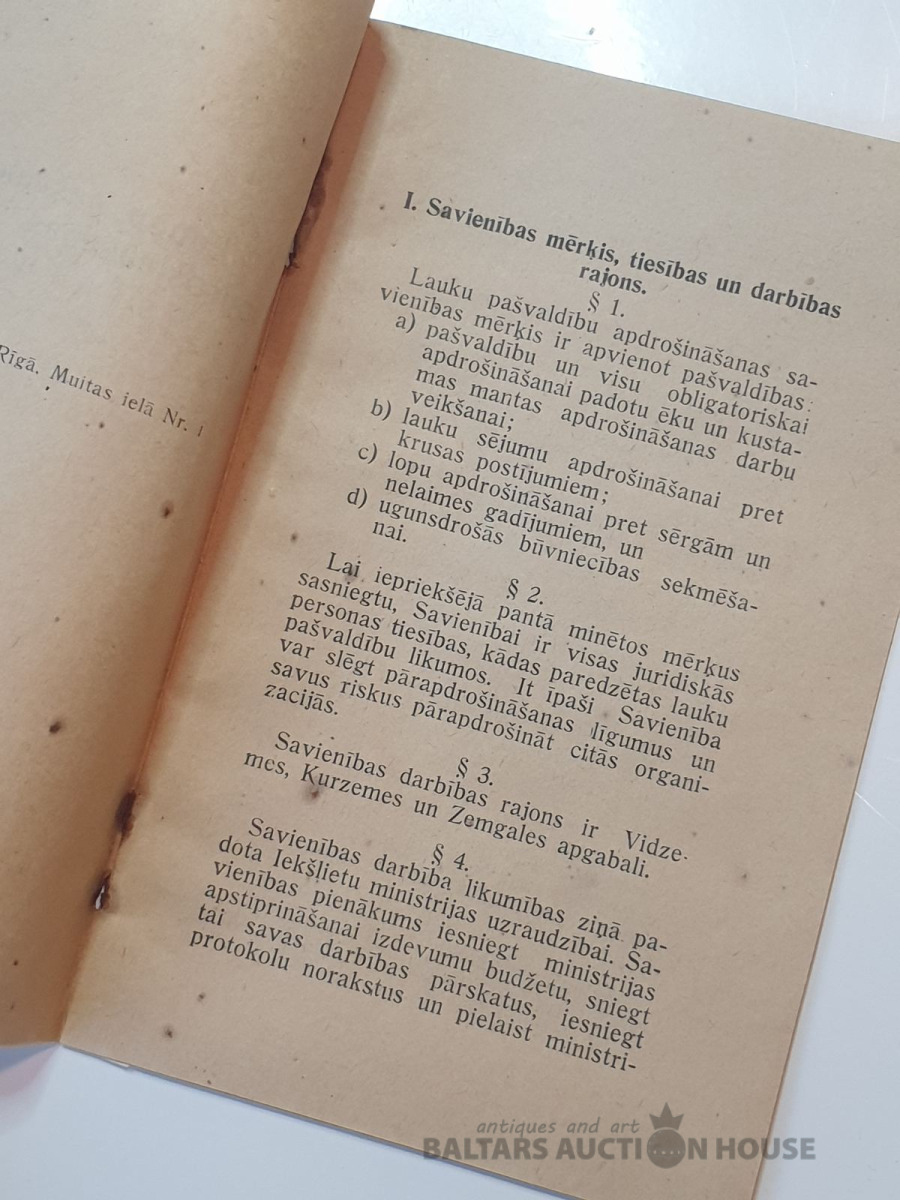 Rīgā. Muitas ielā Nr. 1
I. Savienības mērķis, tiesības un darbības
rajons.
§ 1.
Lauku pašvaldību apdrošināšanas sa-
vienības mērķis ir apvienot pašvaldības:
a) pašvaldību un visu obligatoriskai
apdrošināšanai padotu ēku un kusta-
mas mantas apdrošināšanas darbu
veikšanai;
b) lauku sējumu apdrošināšanai pret
krusas postījumiem;
c) lopu apdrošināšanai pret sērgām un
nelaimes gadījumiem, un
d) ugunsdrošās būvniecības sekmēša-
nai.
§ 2.
Lai iepriekšējā pantā minētos mērķus
sasniegtu, Savienībai ir visas juridiskās
personas tiesības, kādas paredzētas lauku
pašvaldību likumos. It īpaši Savienība
var slēgt pārapdrošināšanas līgumus un
savus riskus pārapdrošināt citās organi-
zacijās.
§ 3.
Savienības darbības rajons ir Vidze-
mes, Kurzemes un Zemgales apgabali.
§ 4.
Savienības darbība likumības ziņā pa-
dota Iekšlietu ministrijas uzraudzībai. Sa-
vienības pienākums iesniegt ministrijas
apstiprināšanai izdevumu budžetu, sniegt
tai savas darbības pārskatus, iesniegt
protokolu norakstus un pielaist ministri-
antiques and art
BALTARS AUCTION HOUSE